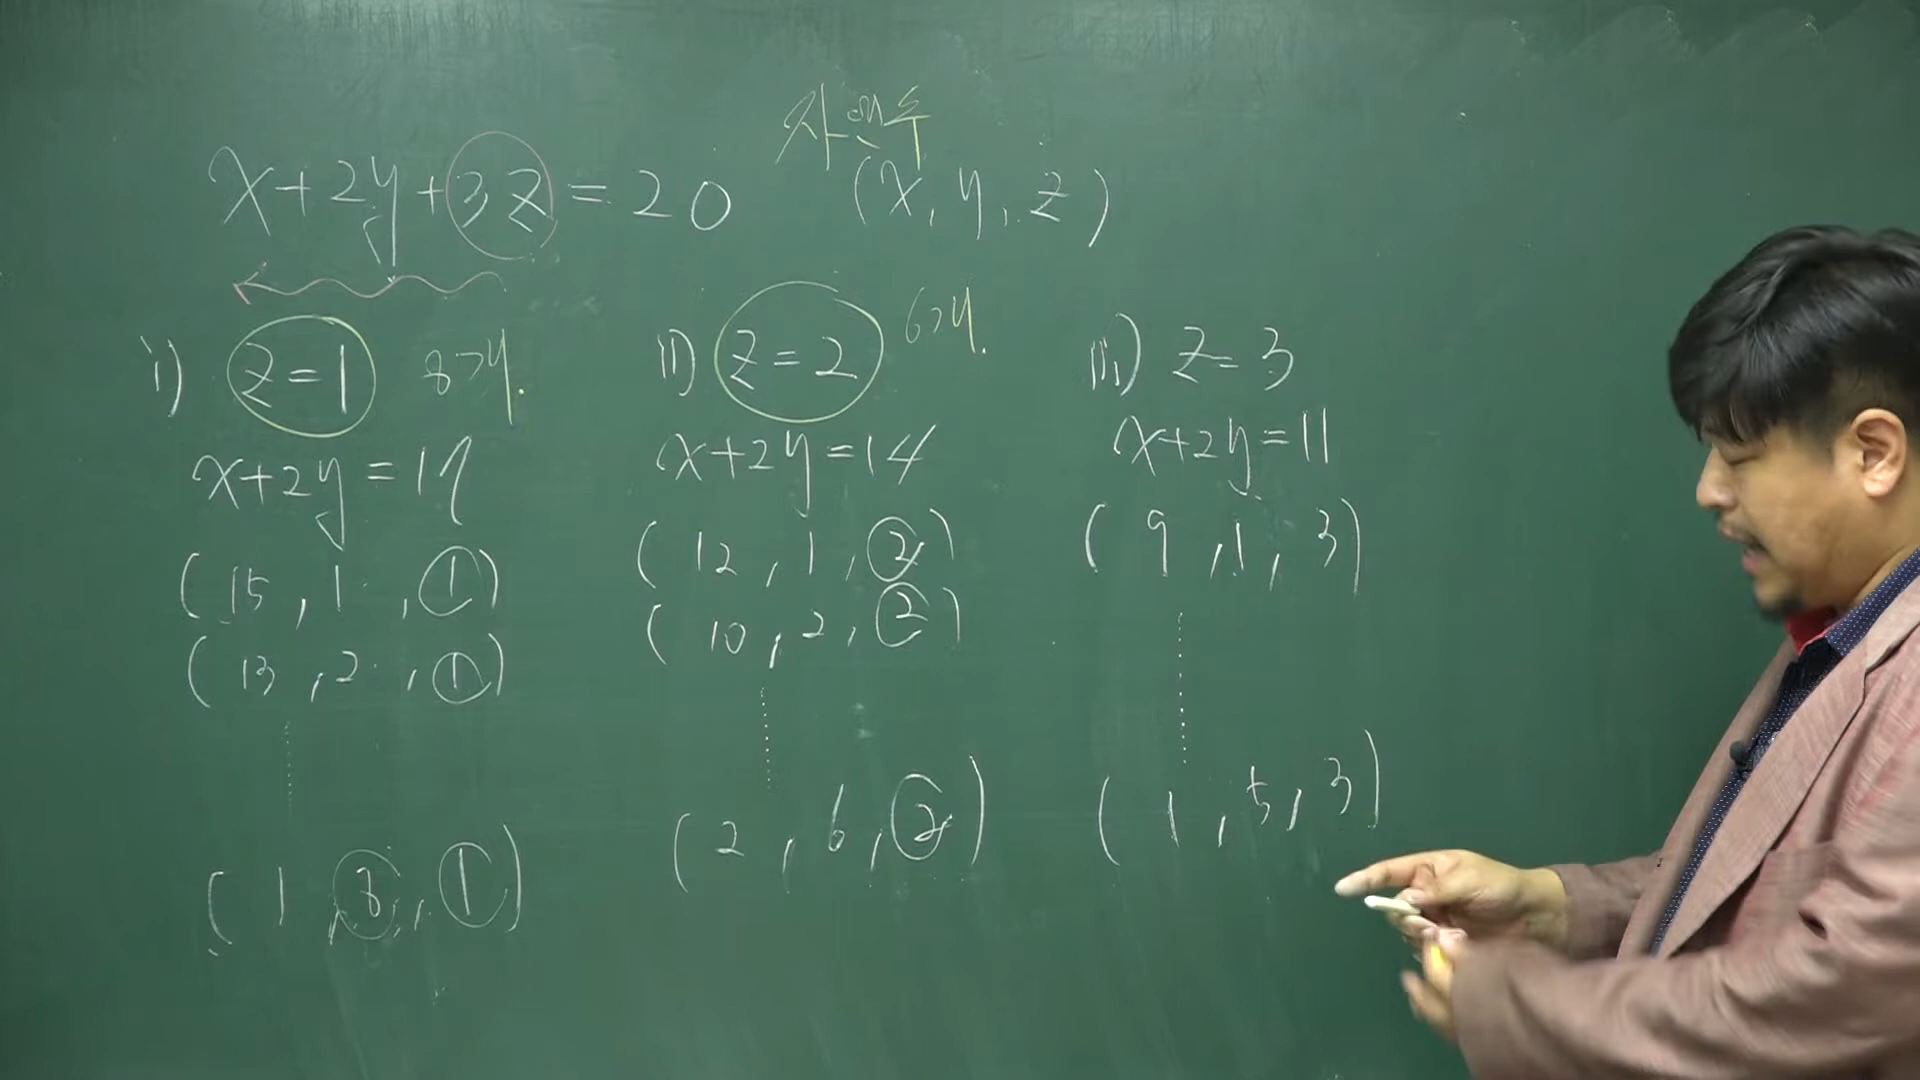 자연수
x+2y+3z=20 (x, y, z)
i) z=1 8개.
x+2y=17
(15, 1, 1)
(13, 2, 1)
(1, 8, 1)
ii) z=2 6개.
x+2y=14
(12, 1, 2)
(10, 2, 2)
(2, 6, 2)
iii) z=3
x+2y=11
(9, 1, 3)
(1, 5, 3)